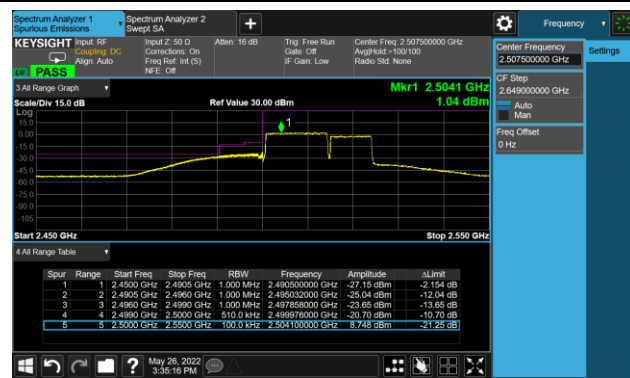 Spectrum Analyzer 1
Spurious Emissions
Spectrum Analyzer 2
Swept SA
Frequency
KEYSIGHT
Input: RF
Coupling: DC
Align: Auto
Input Z: 50 Ω
Corrections: On
Freq Ref: Int (S)
NFE: Off
Atten: 16 dB
Trig: Free Run
Gate: Off
IF Gain: Low
Center Freq: 2.507500000 GHz
Avg|Hold:>100/100
Radio Std: None
PASS
Center Frequency
2.507500000 GHz
Settings
CF Step
2.649000000 GHz
Auto
Man
Freq Offset
0 Hz
3 All Range Graph
Mkr1 2.5041 GHz
Scale/Div 15.0 dB
Ref Value 30.00 dBm
1.04 dBm
Log
15.0
0.00
-15.0
-30.0
-45.0
-60.0
-75.0
-90.0
-105
1
Start 2.450 GHz
Stop 2.550 GHz
4 All Range Table
Spur Range Start Freq Stop Freq RBW Frequency Amplitude ΔLimit
1 1 2.4500 GHz 2.4905 GHz 1.000 MHz 2.490500000 GHz -27.15 dBm -2.154 dB
2 2 2.4905 GHz 2.4960 GHz 1.000 MHz 2.495032000 GHz -25.04 dBm -12.04 dB
3 3 2.4960 GHz 2.4990 GHz 1.000 MHz 2.497858000 GHz -23.65 dBm -13.65 dB
4 4 2.4990 GHz 2.5000 GHz 510.0 kHz 2.499976000 GHz -20.70 dBm -10.70 dB
5 5 2.5000 GHz 2.5500 GHz 100.0 kHz 2.504100000 GHz 8.748 dBm -21.25 dB
May 26, 2022
3:35:16 PM